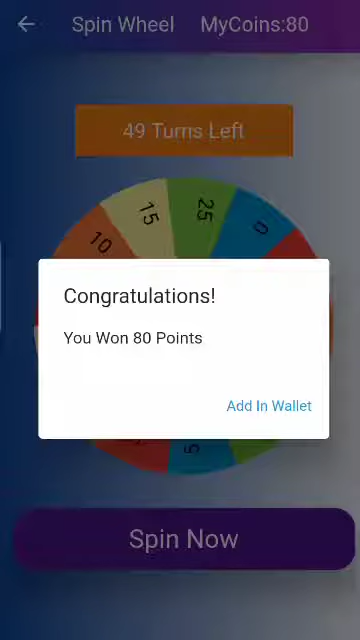 Spin Wheel MyCoins:80
49 Turns Left
15
25
0
10
Congratulations!
You Won 80 Points
Add In Wallet
Spin Now